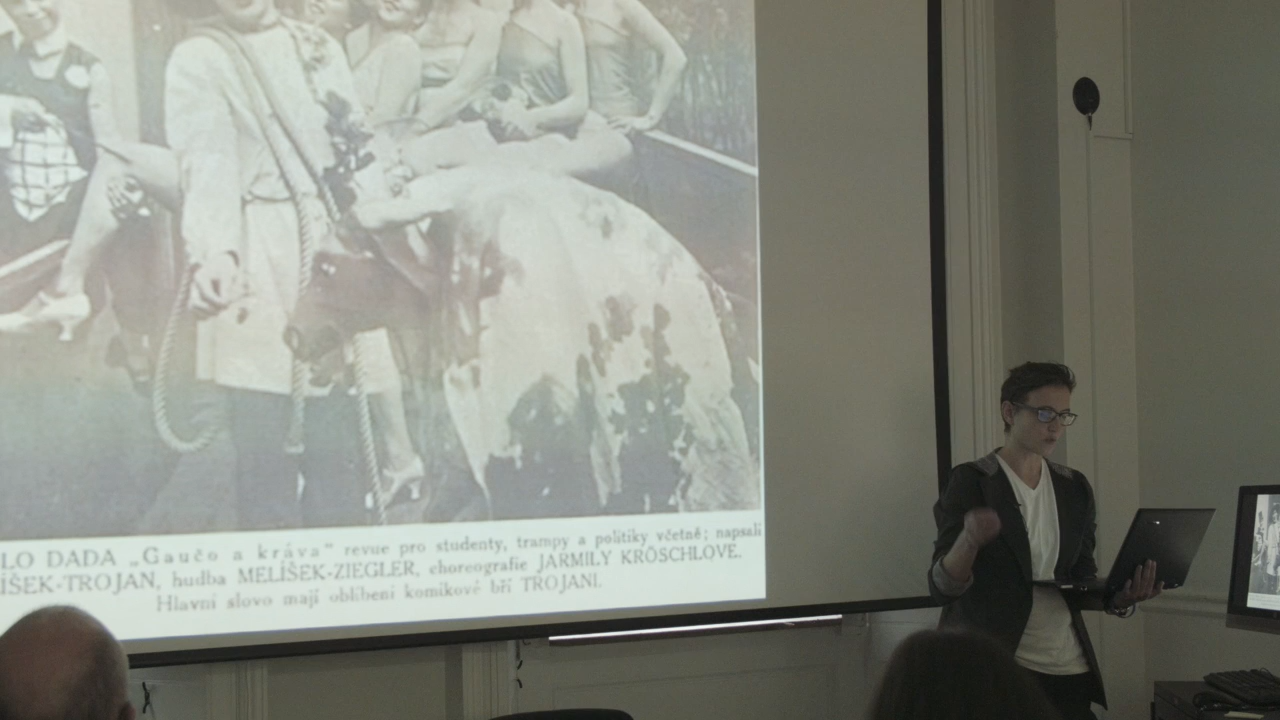 LO DADA „Gaučo a kráva“ revue pro studenty, trampy a politiky včetně; napsali
ÍŠEK-TROJAN, hudba MELÍŠEK-ZIEGLER, choreografie JARMILY KRÖSCHLOVÉ.
Hlavní slovo mají oblíbení komikové bří TROJANI.